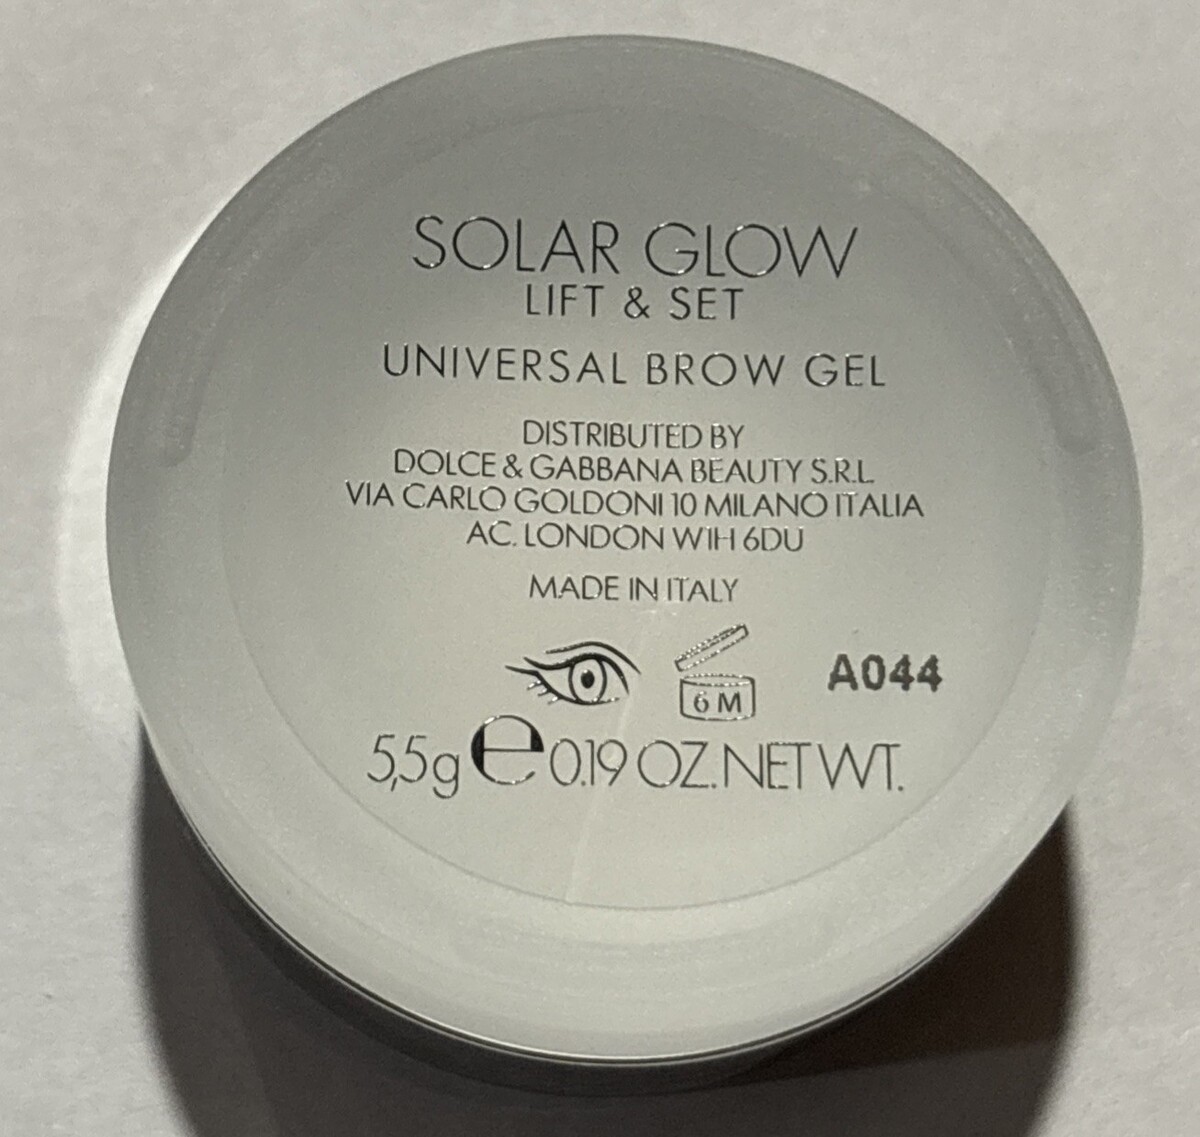 SOLAR GLOW
LIFT & SET
UNIVERSAL BROW GEL
DISTRIBUTED BY
DOLCE & GABBANA BEAUTY S.R.L.
VIA CARLO GOLDONI 10 MILANO ITALIA
AC. LONDON W1H 6DU
MADE IN ITALY
6 M
A044
5,5g e 0.19 OZ. NET WT.